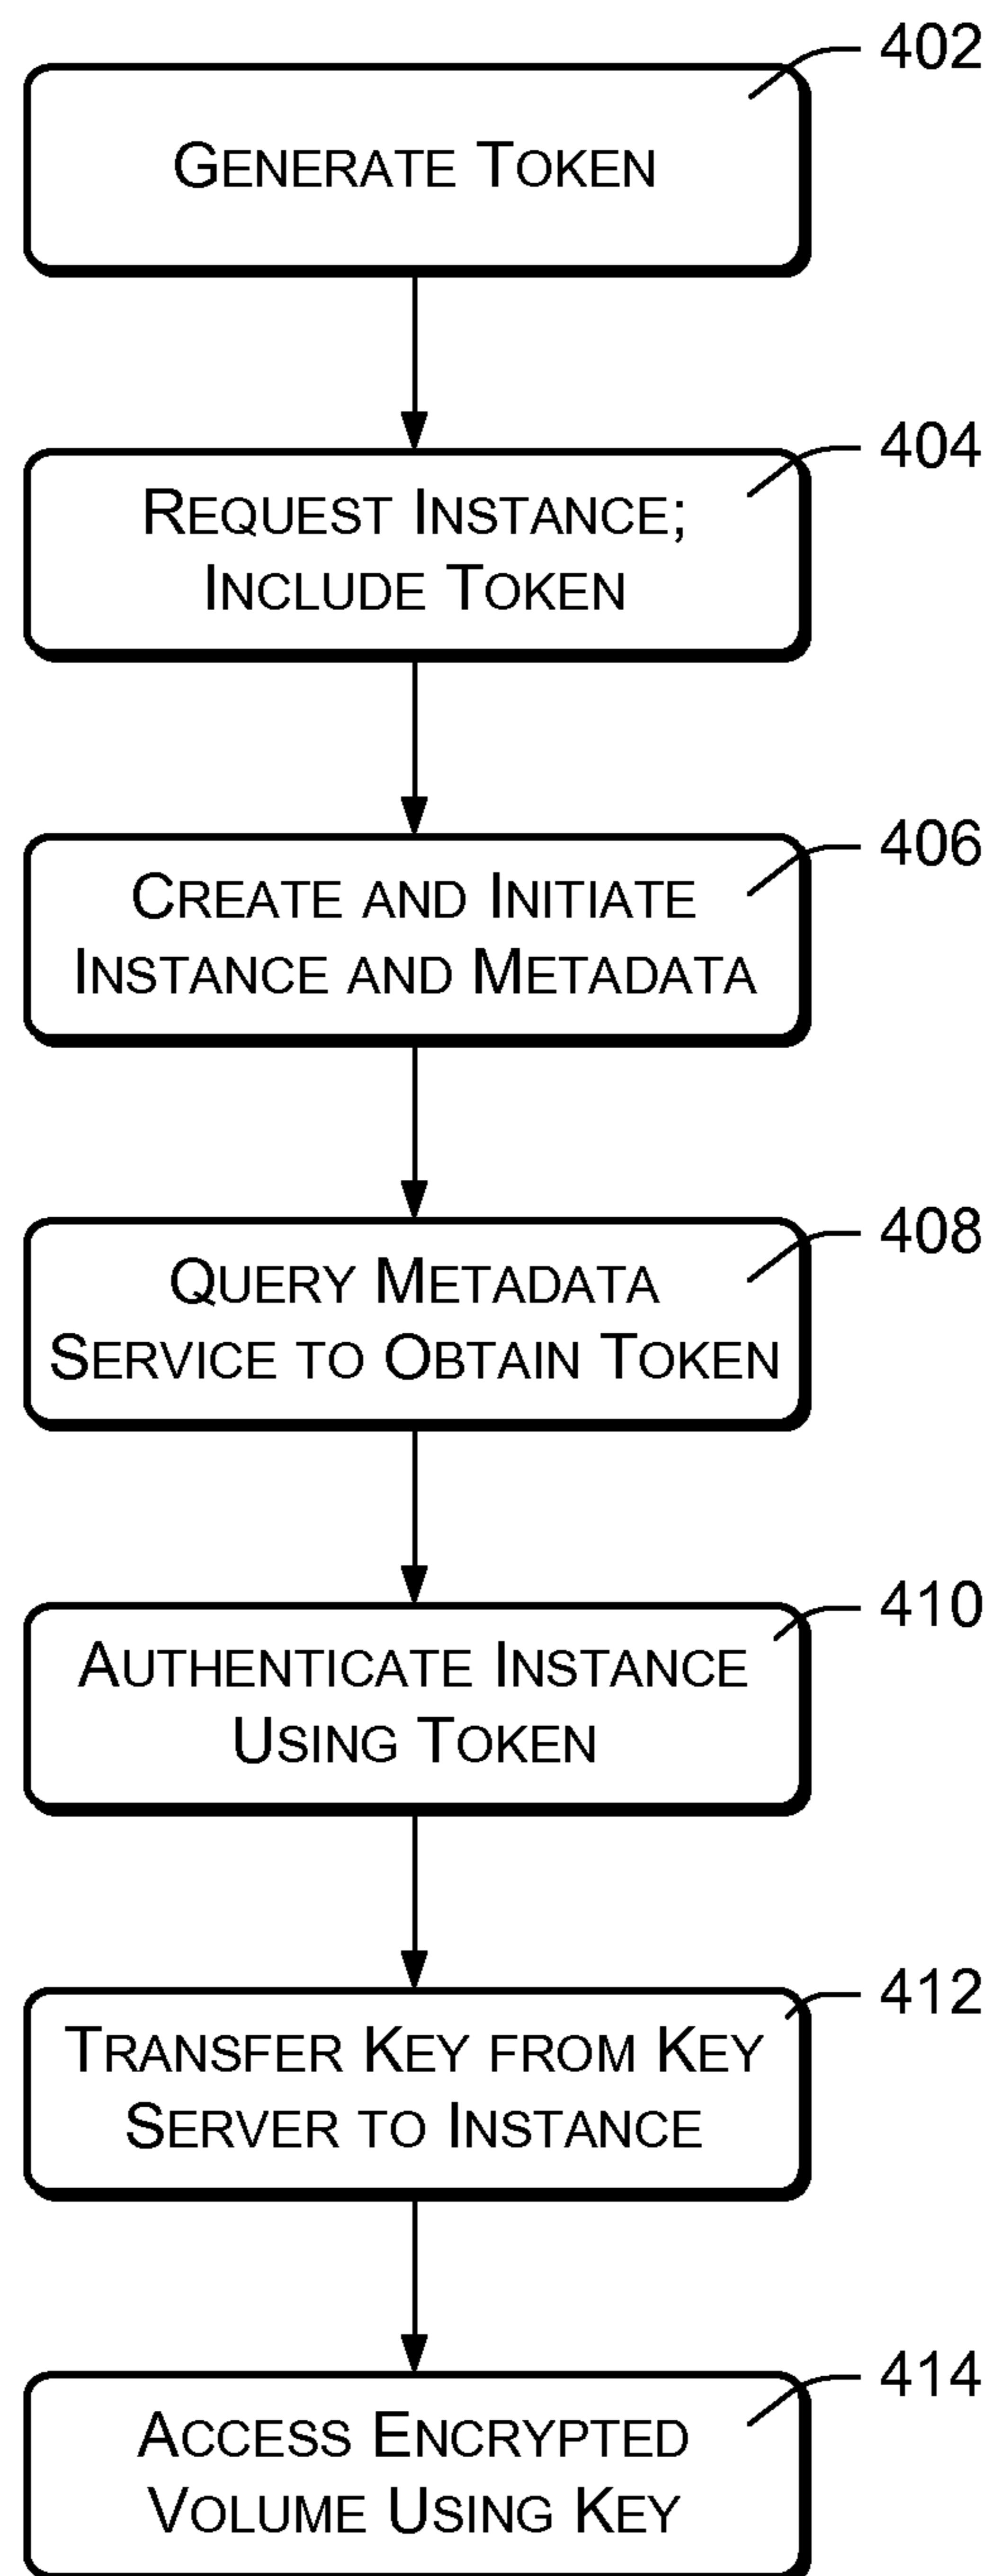 402
GENERATE TOKEN
404
REQUEST INSTANCE;
INCLUDE TOKEN
406
CREATE AND INITIATE
INSTANCE AND METADATA
408
QUERY METADATA
SERVICE TO OBTAIN TOKEN
410
AUTHENTICATE INSTANCE
USING TOKEN
412
TRANSFER KEY FROM KEY
SERVER TO INSTANCE
414
ACCESS ENCRYPTED
VOLUME USING KEY